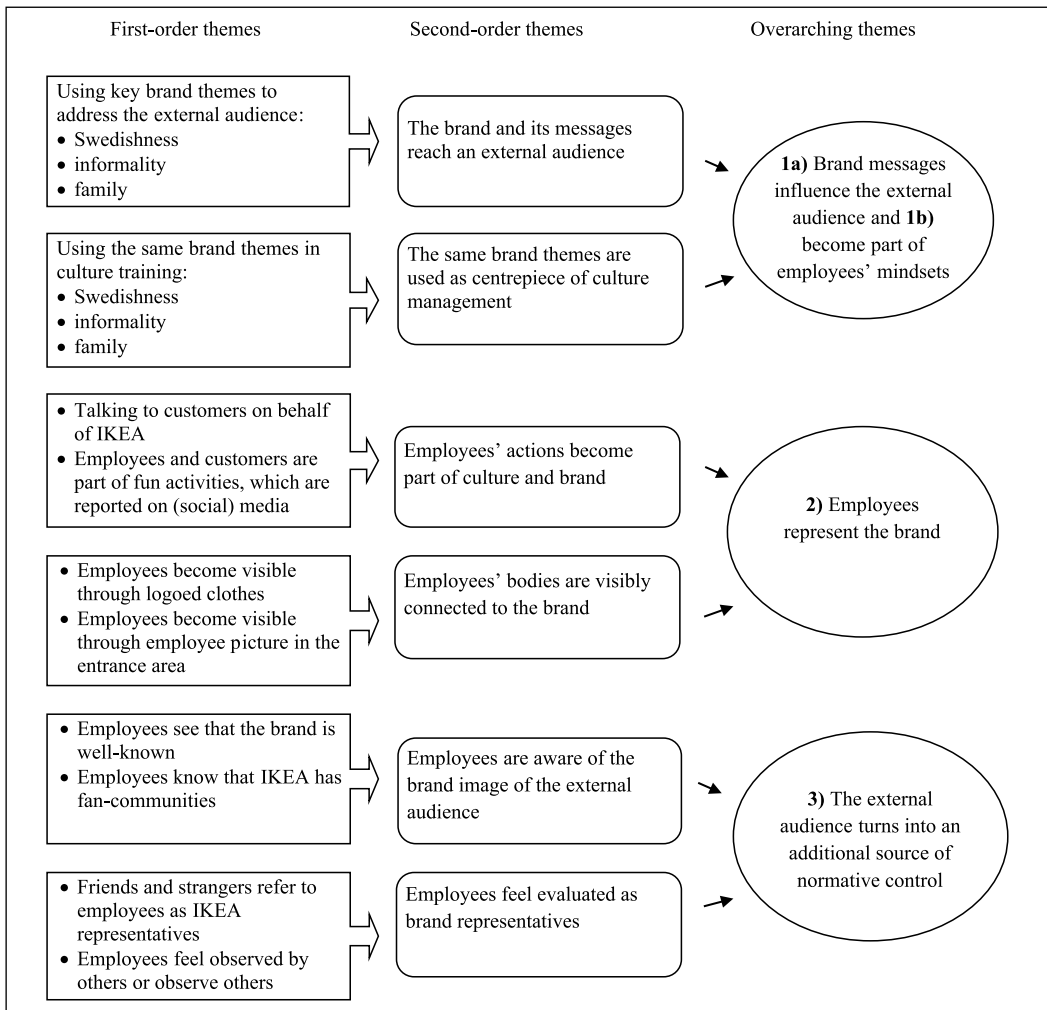 First-order themes
Second-order themes
Overarching themes
Using key brand themes to
address the external audience:
• Swedishness
• informality
• family
The brand and its messages
reach an external audience
1a) Brand messages
influence the external
audience and 1b)
become part of
employees’ mindsets
Using the same brand themes in
culture training:
• Swedishness
• informality
• family
The same brand themes are
used as centrepiece of culture
management
• Talking to customers on behalf
of IKEA
• Employees and customers are
part of fun activities, which are
reported on (social) media
Employees’ actions become
part of culture and brand
2) Employees
represent the brand
• Employees become visible
through logoed clothes
• Employees become visible
through employee picture in the
entrance area
Employees’ bodies are visibly
connected to the brand
• Employees see that the brand is
well-known
• Employees know that IKEA has
fan-communities
Employees are aware of the
brand image of the external
audience
3) The external
audience turns into an
additional source of
normative control
• Friends and strangers refer to
employees as IKEA
representatives
• Employees feel observed by
others or observe others
Employees feel evaluated as
brand representatives